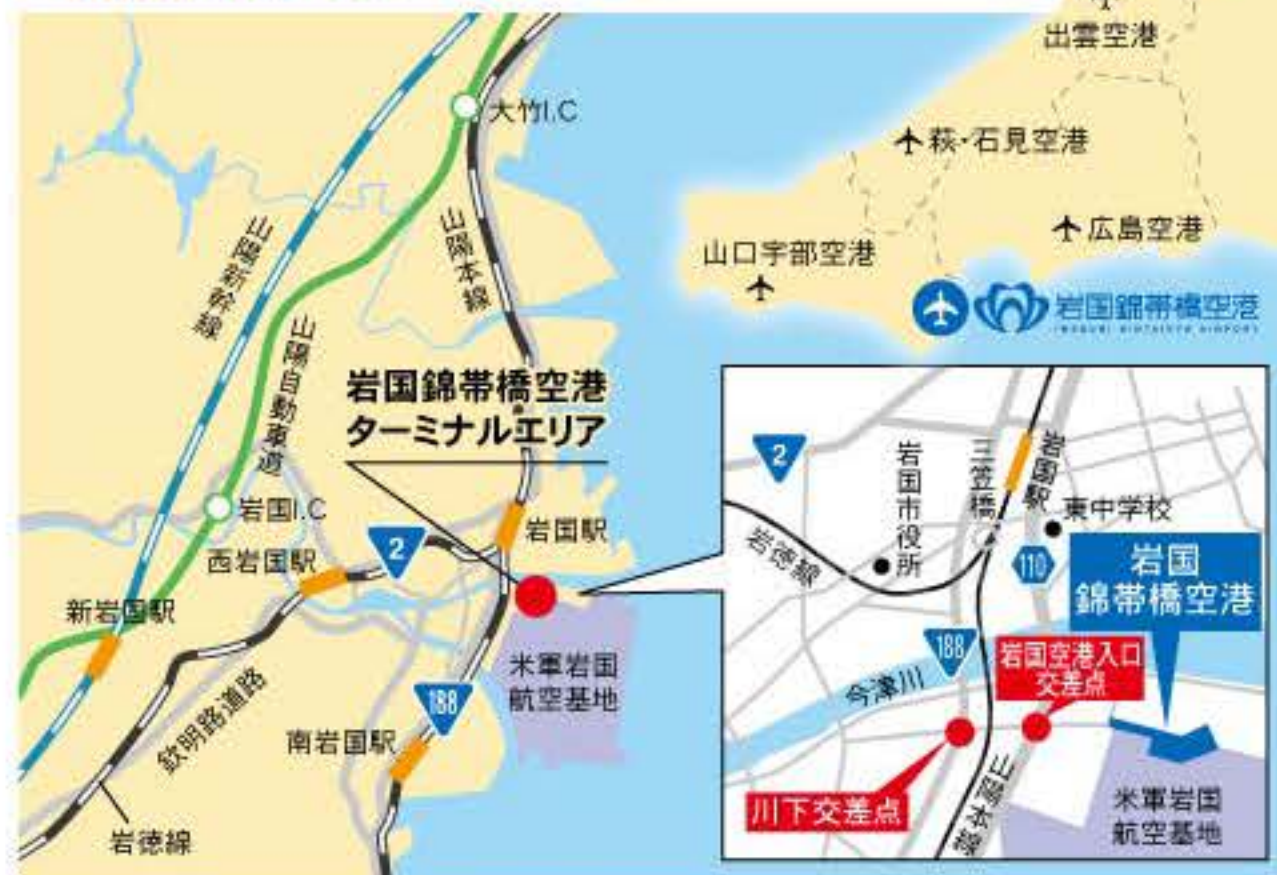 出雲空港
萩・石見空港
広島空港
山口宇部空港
岩国錦帯橋空港
IWAKUNI KINTAIKYO AIRPORT
大竹I.C
山陽本線
山陽新幹線
山陽自動車道
岩国錦帯橋空港
ターミナルエリア
岩国I.C
岩国駅
2
西岩国駅
新岩国駅
米軍岩国
航空基地
188
欽明路道路
南岩国駅
岩徳線
2
岩国市役所
三笠橋
岩国駅
東中学校
岩徳線
110
岩国
錦帯橋空港
188
岩国空港入口
交差点
今津川
川下交差点
山陽本線
米軍岩国
航空基地